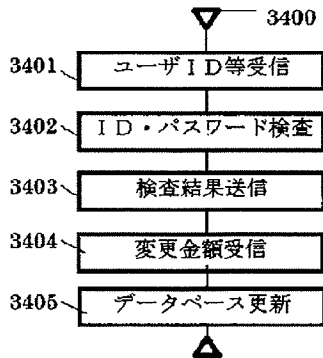 3400
3401 ユーザID等受信
3402 ID・パスワード検査
3403 検査結果送信
3404 変更金額受信
3405 データベース更新